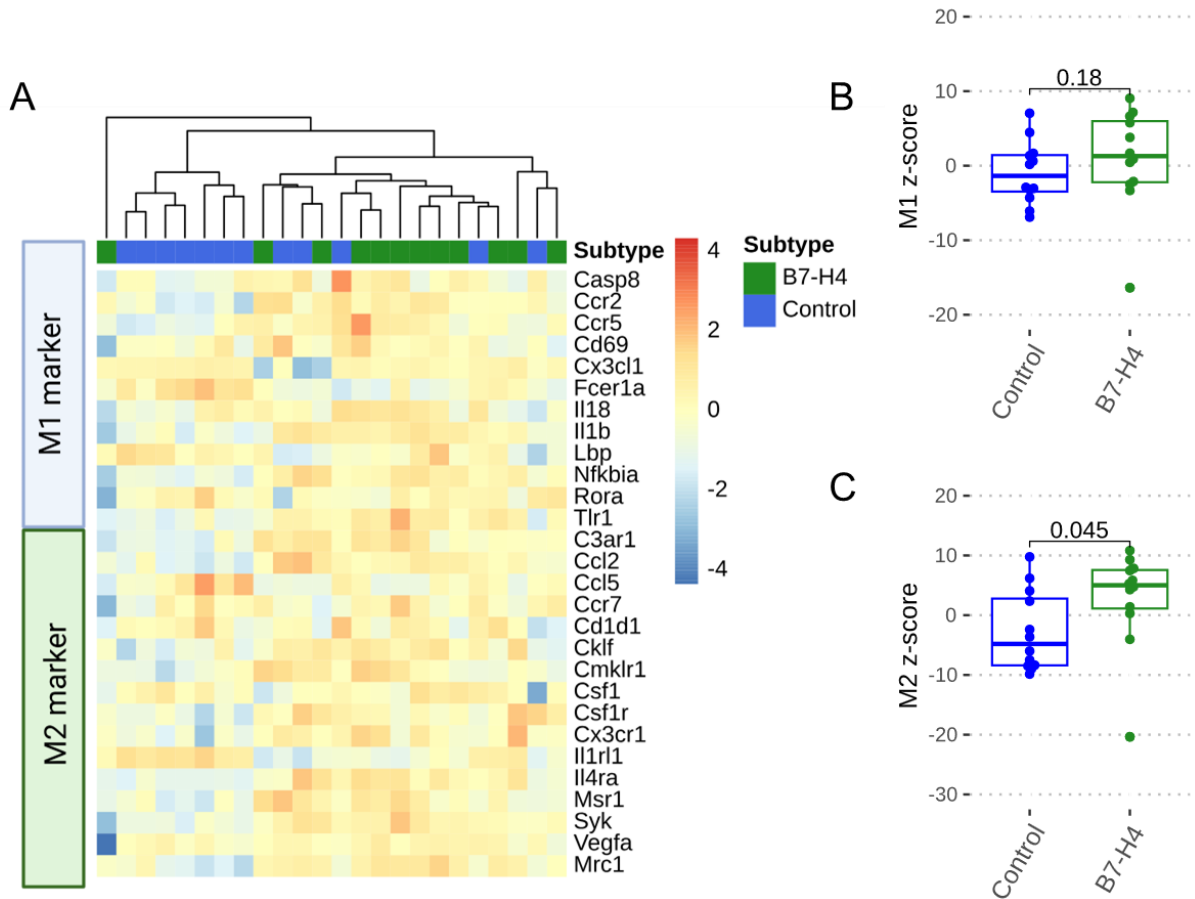 A
M1 marker
M2 marker
Subtype
Casp8
Ccr2
Ccr5
Cd69
Cx3cl1
Fcer1a
Il18
Il1b
Lbp
Nfkbia
Rora
Tlr1
C3ar1
Ccl2
Ccl5
Ccr7
Cd1d1
Cklf
Cmklr1
Csf1
Csf1r
Cx3cr1
Il1rl1
Il4ra
Msr1
Syk
Vegfa
Mrc1
4
2
0
-2
-4
Subtype
B7-H4
Control
B
M1 z-score
20
10
0
-10
-20
0.18
Control
B7-H4
C
M2 z-score
20
10
0
-10
-20
-30
0.045
Control
B7-H4